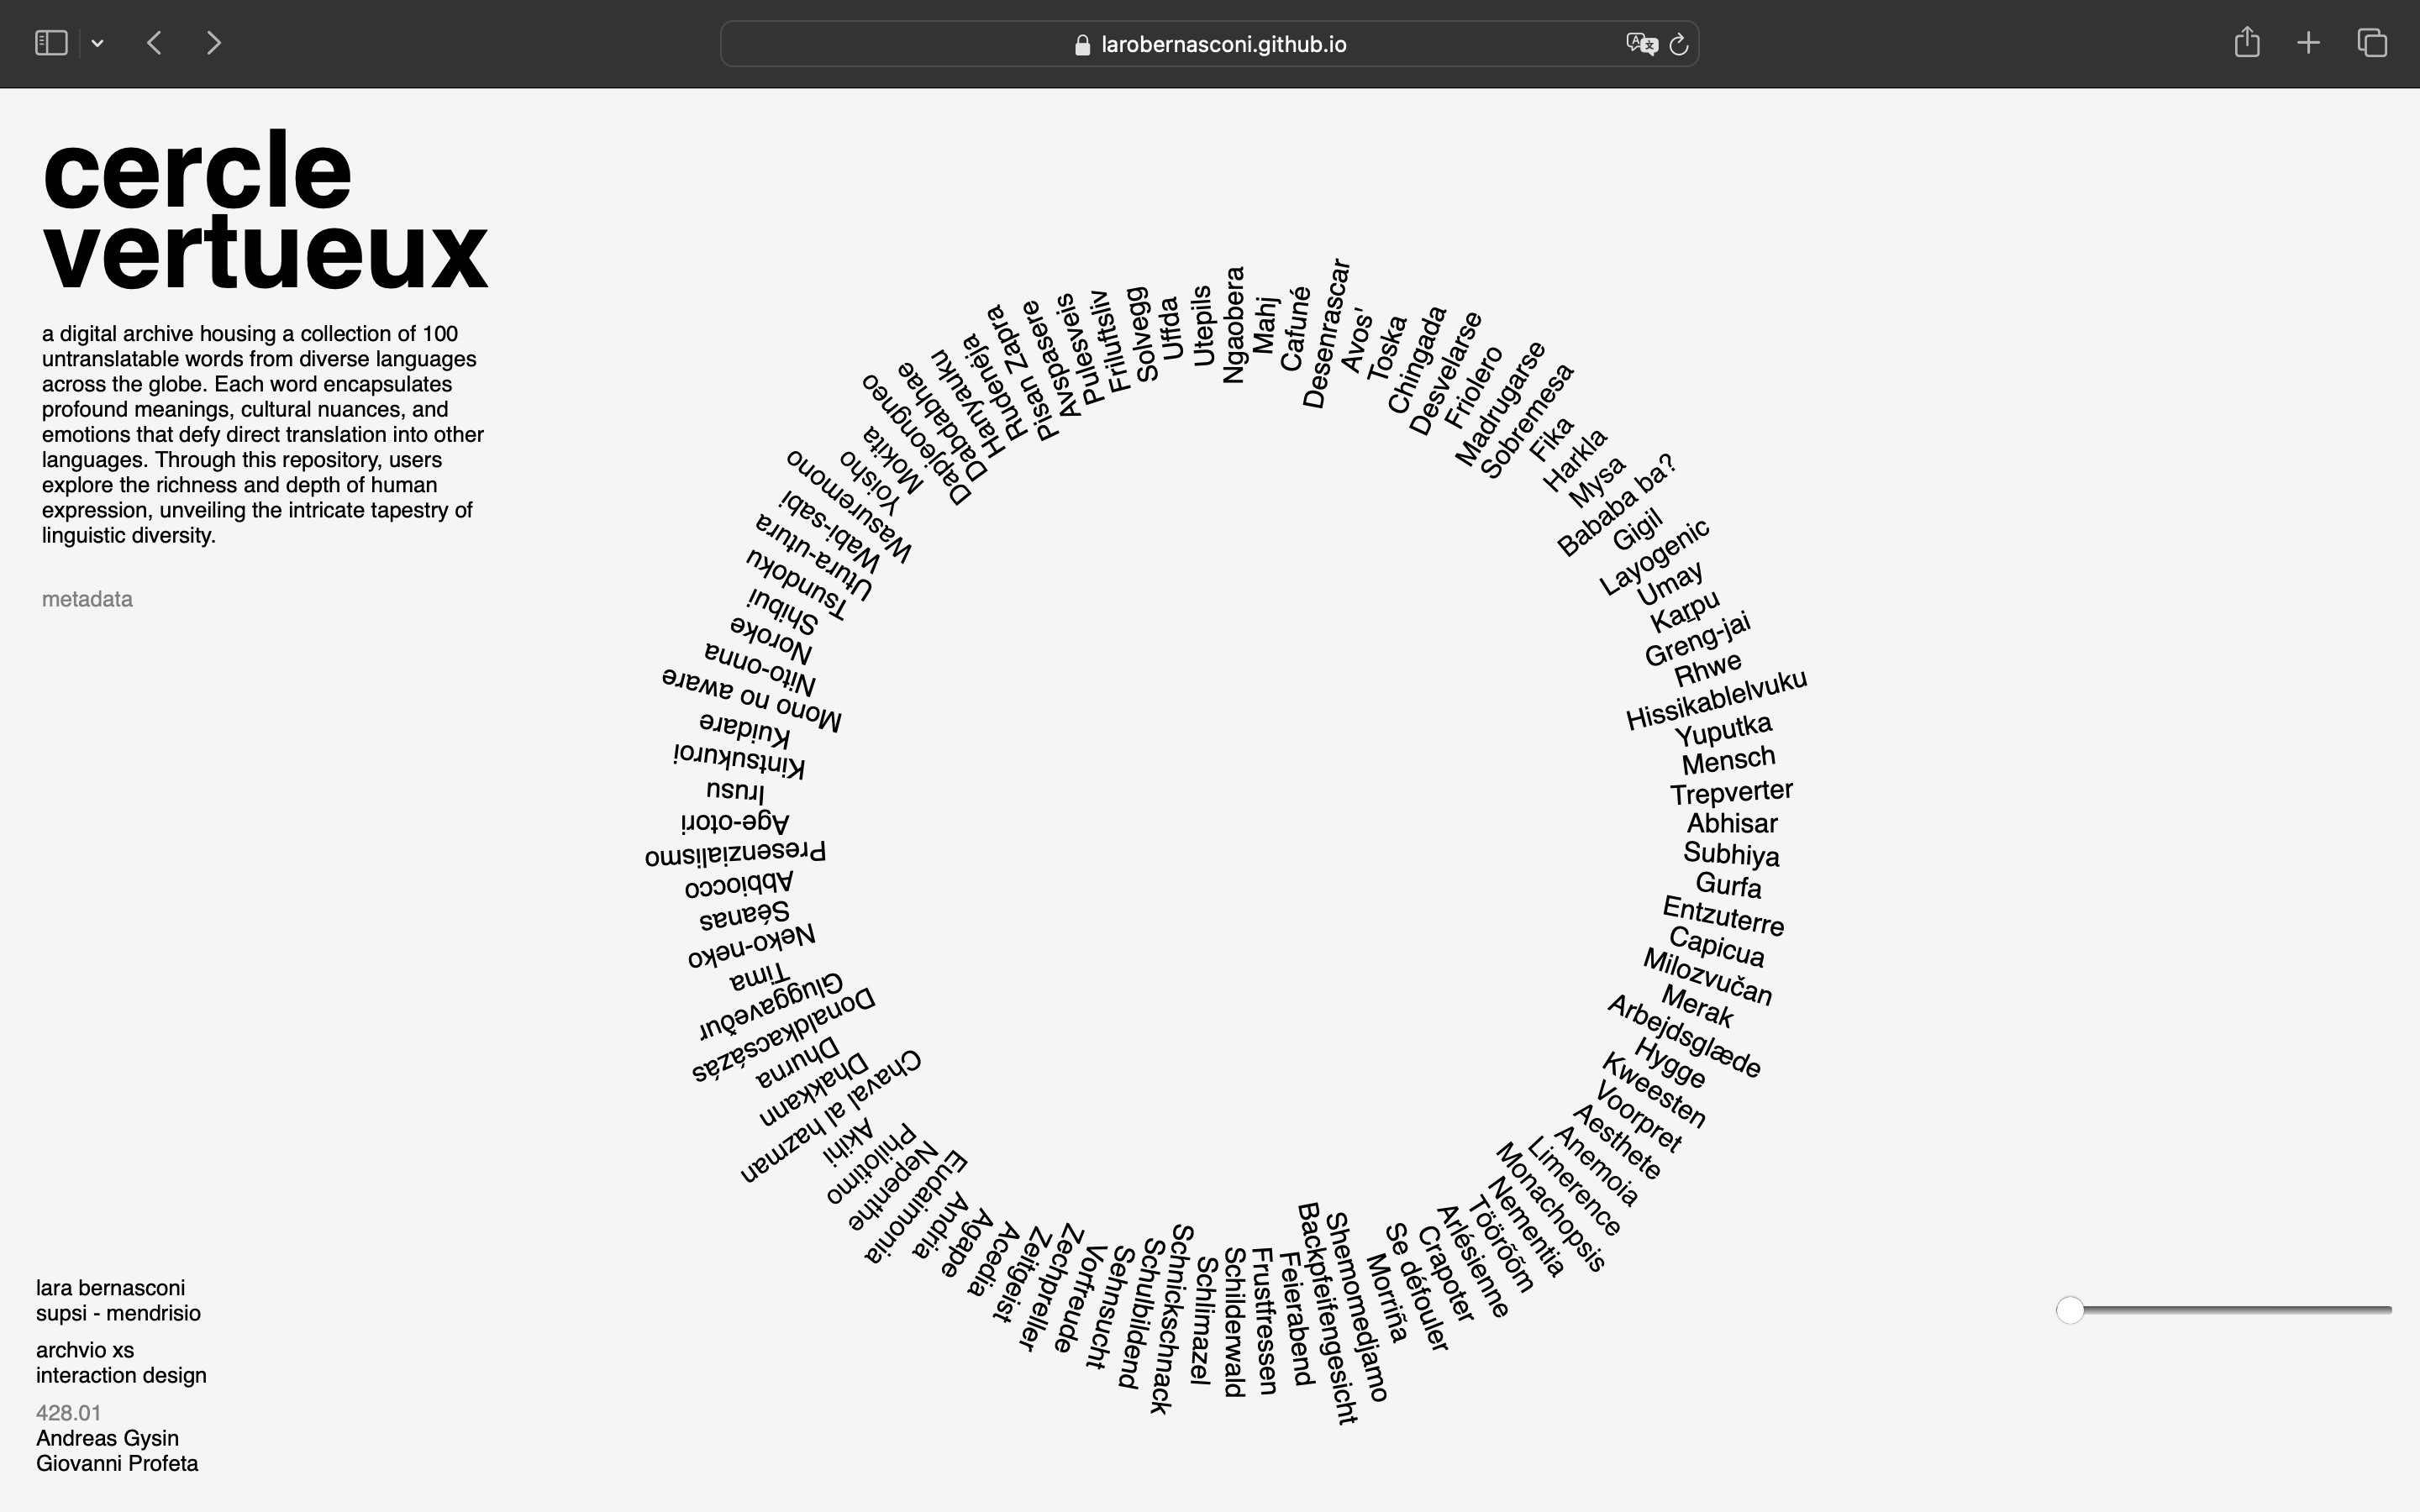 larobernasconi.github.io
cercle
vertueux
a digital archive housing a collection of 100
untranslatable words from diverse languages
across the globe. Each word encapsulates
profound meanings, cultural nuances, and
emotions that defy direct translation into other
languages. Through this repository, users
explore the richness and depth of human
expression, unveiling the intricate tapestry of
linguistic diversity.
metadata
Ngaobera
Mahj
Cafuné
Desenrascar
Avos'
Toska
Chingada
Desvelarse
Friolero
Madrugarse
Sobremesa
Fika
Harkla
Mysa
Bababa ba?
Gigil
Layogenic
Umay
Kaṟpu
Greng-jai
Rhwe
Hissikablelvuku
Yuputka
Mensch
Trepverter
Abhisar
Subhiya
Gurfa
Entzuterre
Capicua
Milozvučan
Merak
Arbejdsglæde
Hygge
Kweesten
Voorpret
Aesthete
Anemoia
Limerence
Monachopsis
Nementia
Töörõõm
Arlésienne
Crapoter
Se défouler
Morriña
Shemomedjamo
Backpfeifengesicht
Feierabend
Frustfressen
Schilderwald
Schlimazel
Schnickschnack
Schulbildend
Sehnsucht
Vorfreude
Zechpreller
Zeitgeist
Acedia
Agape
Andria
Eudaimonia
Nepenthe
Philotimo
Akihi
Chaval al hazman
Dhakkann
Dhurna
Donaldkacsázás
Gluggaveður
Tima
Neko-neko
Séanas
Abbiocco
Presenzialismo
Age-otori
Irusu
Kintsukuroi
Kuidare
Mono no aware
Nito-onna
Noroke
Shibui
Tsundoku
Utura-utura
Wabi-sabi
Wasuremono
Yoisho
Mokita
Dapjeongneo
Dabdabhae
Hanyauku
Rudenėja
Pisan Zapra
Avspasere
Pulesveis
Friluftsliv
Solvegg
Uffda
Utepils
lara bernasconi
supsi - mendrisio
archvio xs
interaction design
428.01
Andreas Gysin
Giovanni Profeta